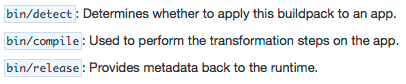 bin/detect: Determines whether to apply this buildpack to an app.
bin/compile: Used to perform the transformation steps on the app.
bin/release: Provides metadata back to the runtime.